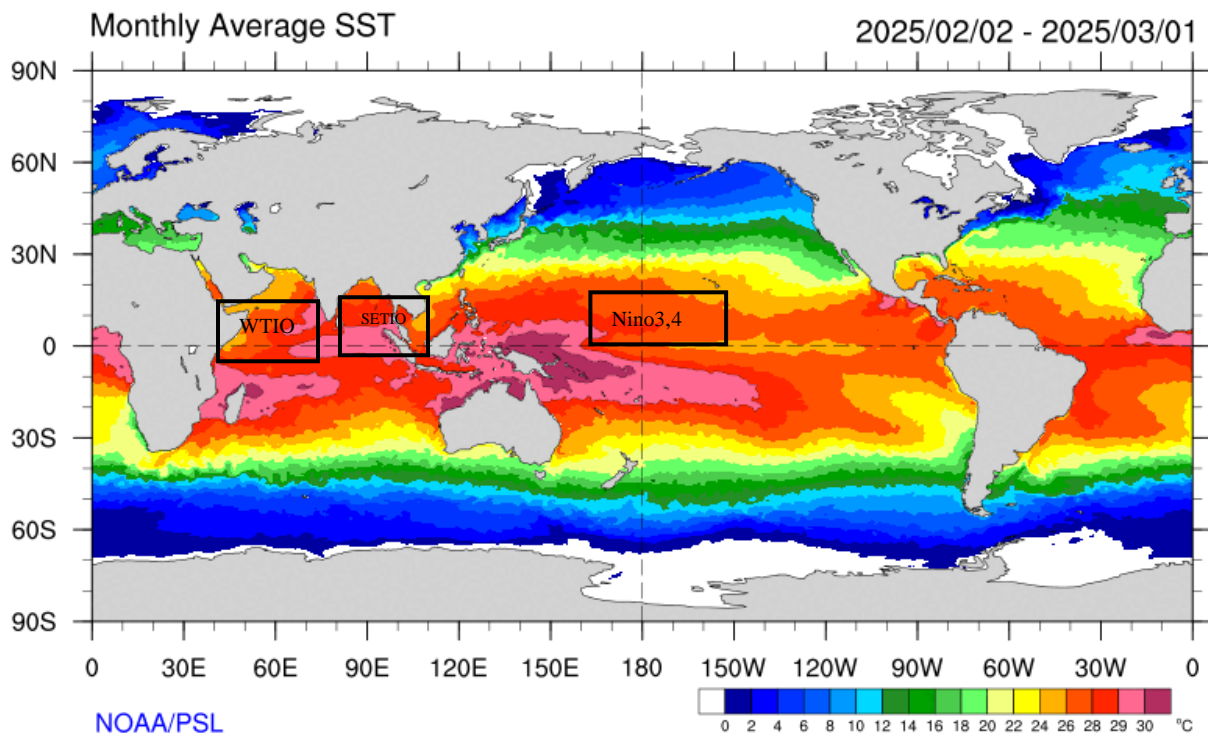 Monthly Average SST 2025/02/02 - 2025/03/01
90N
60N
30N
WTIO SETIO Nino3,4
0
30S
60S
90S
0 30E 60E 90E 120E 150E 180 150W 120W 90W 60W 30W 0
NOAA/PSL
0 2 4 6 8 10 12 14 16 18 20 22 24 26 28 29 30 °C